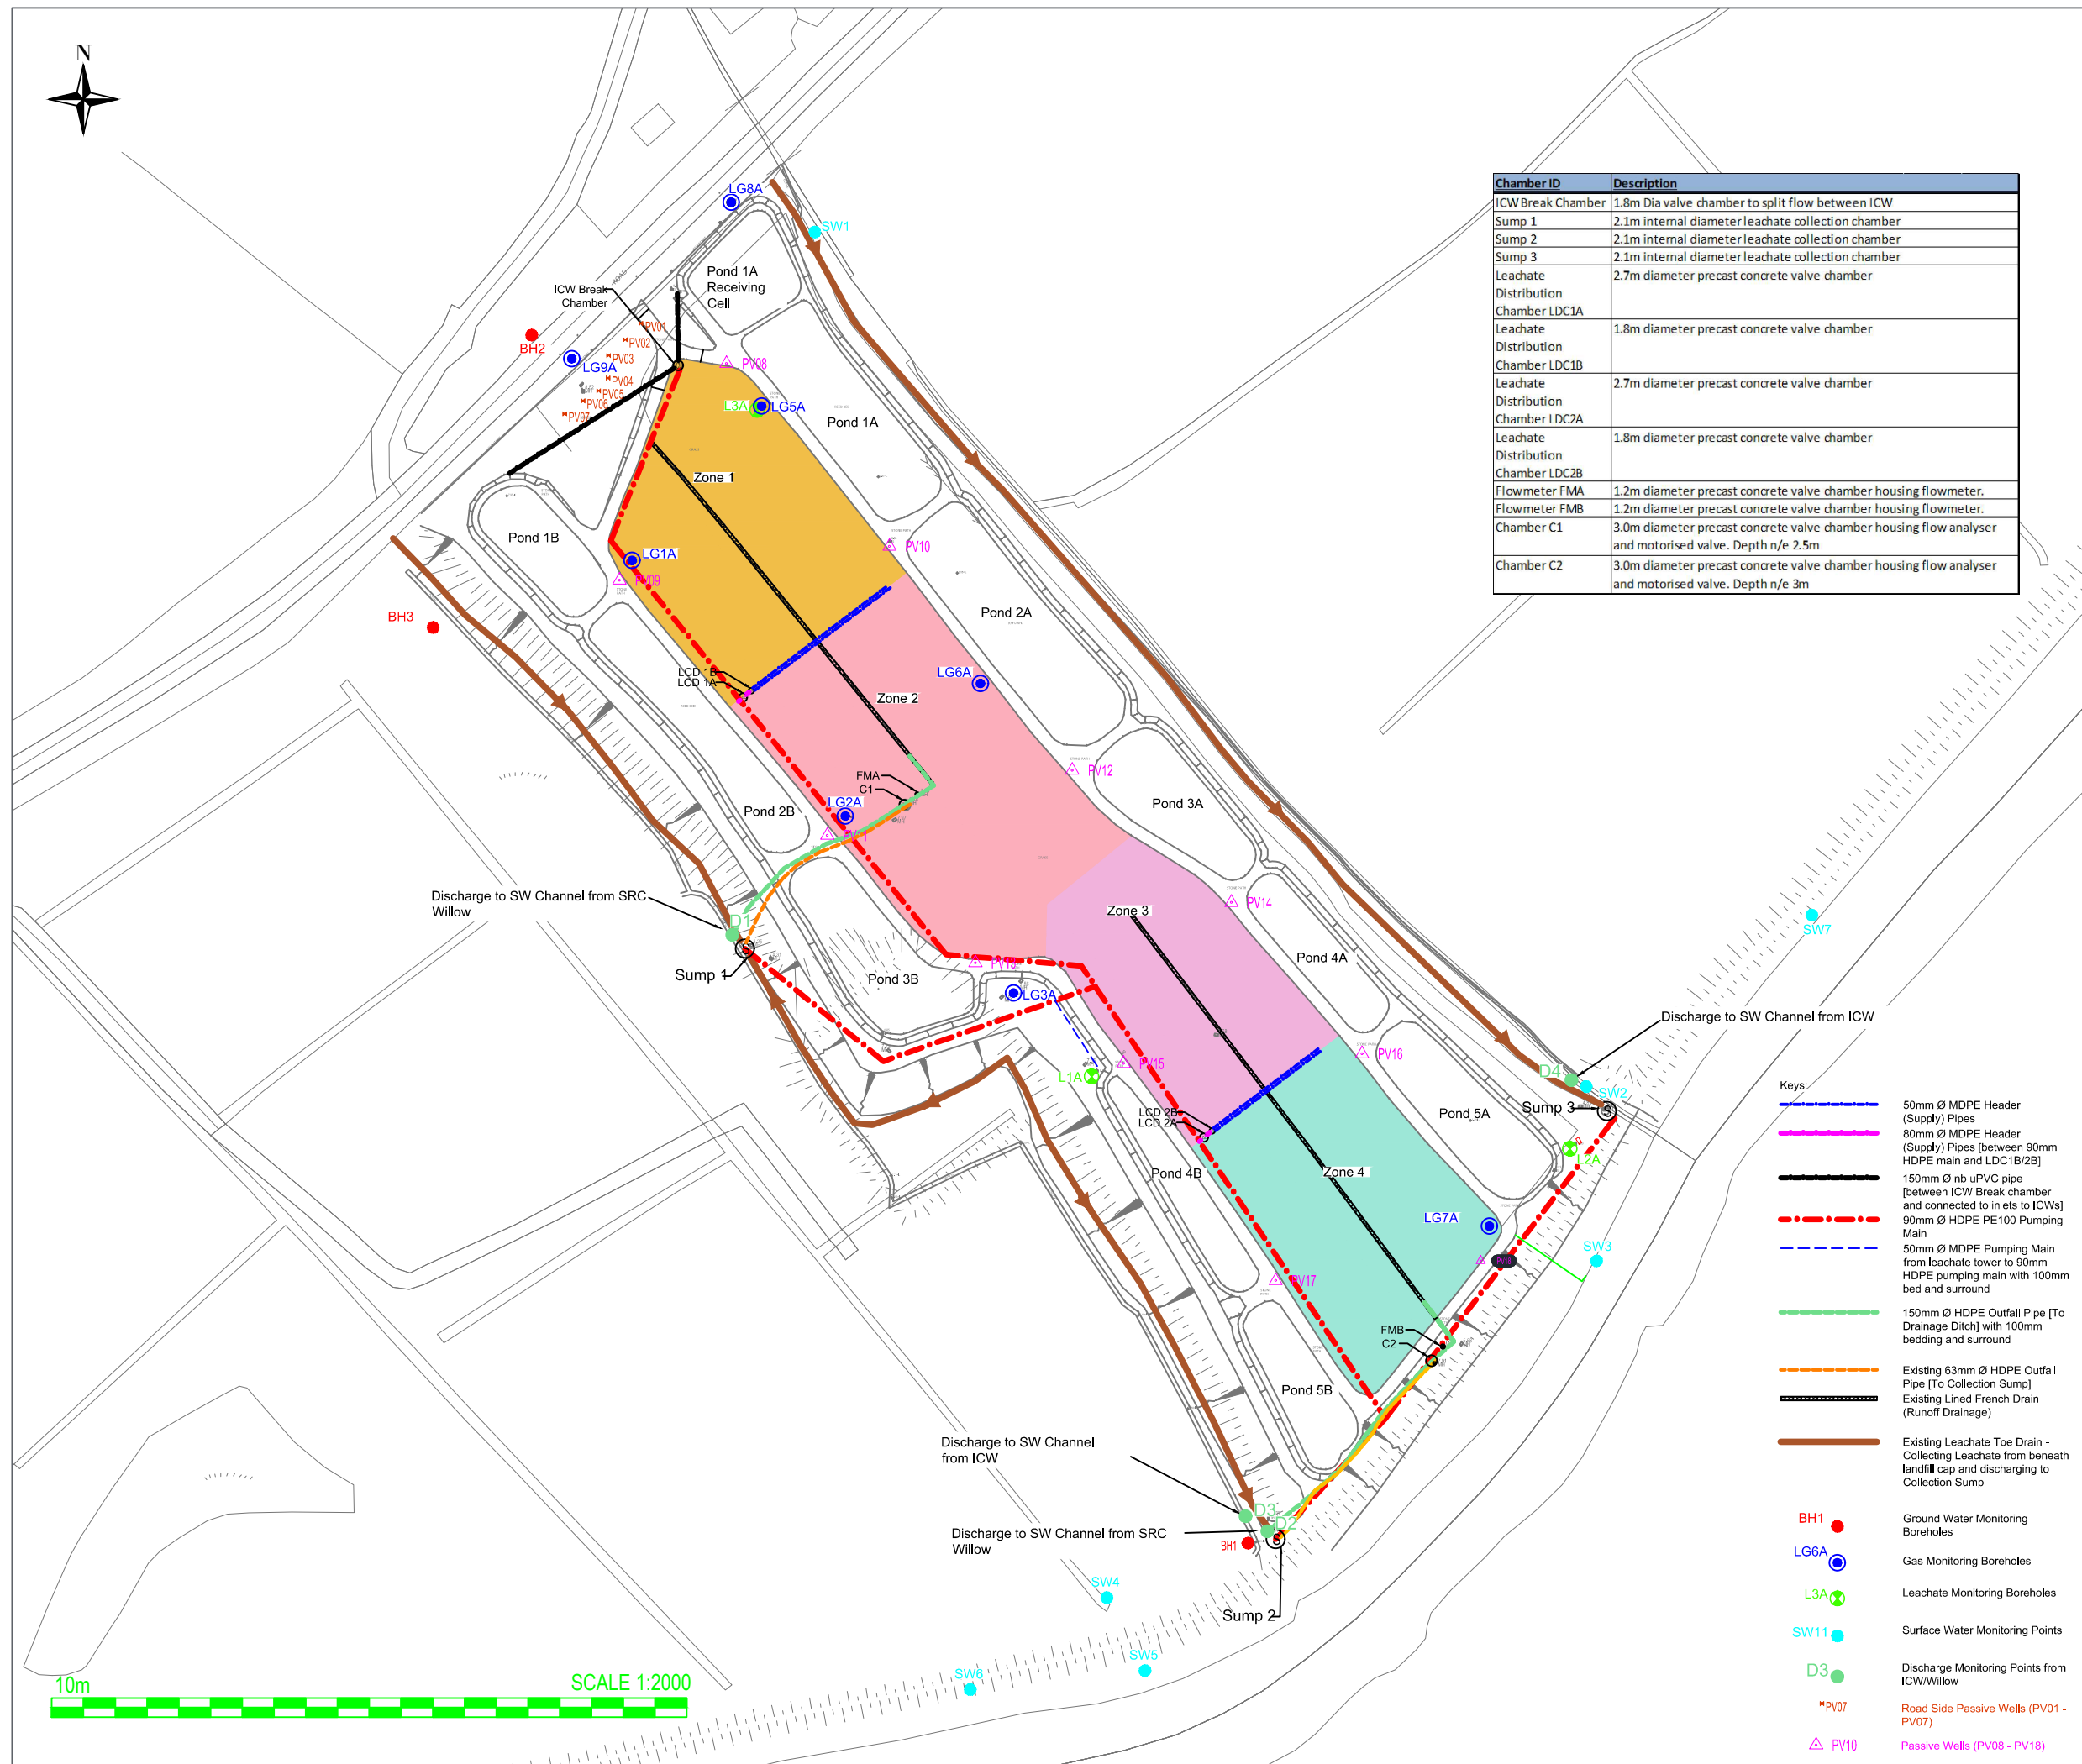 N
LG8A
SW1
Pond 1A
Receiving
Cell
ICW Break
Chamber
ROAD
PV01
PV02
PV03
PV04
PV05
PV06
PV07
BH2
LG9A
PV08
L3A
LG5A
Pond 1A
Zone 1
Pond 1B
LG1A
PV09
PV10
BH3
Pond 2A
LCD 1B
LCD 1A
LG6A
Zone 2
PV12
FMA
C1
LG2A
Pond 2B
PV11
Pond 3A
Discharge to SW Channel from SRC
Willow
D1
Sump 1
S
Zone 3
PV14
Pond 3B
PV13
LG3A
Pond 4A
SW7
Discharge to SW Channel from ICW
L1A
PV15
PV16
D4
SW2
Sump 3
S
LCD 2B
LCD 2A
Pond 5A
L2A
Pond 4B
Zone 4
LG7A
SW3
PV18
PV17
FMB
C2
Pond 5B
Discharge to SW Channel
from ICW
D3
D2
Discharge to SW Channel from SRC
Willow
BH1
S
Sump 2
SW4
SW5
SW6
10m
SCALE 1:2000
Chamber ID Description
ICW Break Chamber 1.8m Dia valve chamber to split flow between ICW
Sump 1 2.1m internal diameter leachate collection chamber
Sump 2 2.1m internal diameter leachate collection chamber
Sump 3 2.1m internal diameter leachate collection chamber
Leachate 2.7m diameter precast concrete valve chamber
Distribution
Chamber LDC1A
Leachate 1.8m diameter precast concrete valve chamber
Distribution
Chamber LDC1B
Leachate 2.7m diameter precast concrete valve chamber
Distribution
Chamber LDC2A
Leachate 1.8m diameter precast concrete valve chamber
Distribution
Chamber LDC2B
Flowmeter FMA 1.2m diameter precast concrete valve chamber housing flowmeter.
Flowmeter FMB 1.2m diameter precast concrete valve chamber housing flowmeter.
Chamber C1 3.0m diameter precast concrete valve chamber housing flow analyser
and motorised valve. Depth n/e 2.5m
Chamber C2 3.0m diameter precast concrete valve chamber housing flow analyser
and motorised valve. Depth n/e 3m
Keys:
50mm Ø MDPE Header
(Supply) Pipes
80mm Ø MDPE Header
(Supply) Pipes [between 90mm
HDPE main and LDC1B/2B]
150mm Ø nb uPVC pipe
[between ICW Break chamber
and connected to inlets to ICWs]
90mm Ø HDPE PE100 Pumping
Main
50mm Ø MDPE Pumping Main
from leachate tower to 90mm
HDPE pumping main with 100mm
bed and surround
150mm Ø HDPE Outfall Pipe [To
Drainage Ditch] with 100mm
bedding and surround
Existing 63mm Ø HDPE Outfall
Pipe [To Collection Sump]
Existing Lined French Drain
(Runoff Drainage)
Existing Leachate Toe Drain -
Collecting Leachate from beneath
landfill cap and discharging to
Collection Sump
BH1 Ground Water Monitoring
Boreholes
LG6A Gas Monitoring Boreholes
L3A Leachate Monitoring Boreholes
SW11 Surface Water Monitoring Points
D3 Discharge Monitoring Points from
ICW/Willow
PV07 Road Side Passive Wells (PV01 -
PV07)
PV10 Passive Wells (PV08 - PV18)